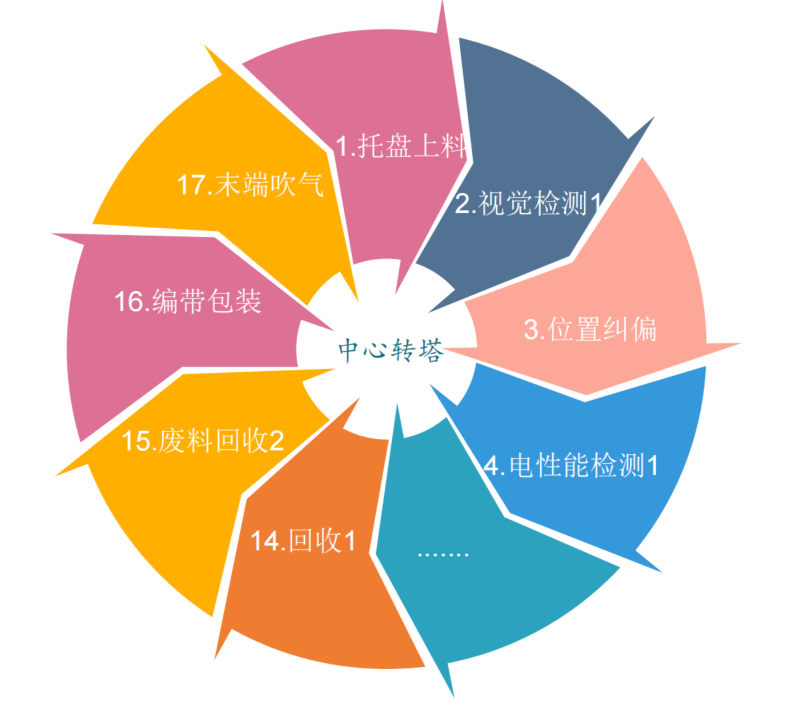 1.托盘上料
2.视觉检测1
3.位置纠偏
4.电性能检测1
.......
14.回收1
15.废料回收2
16.编带包装
17.末端吹气
中心转塔